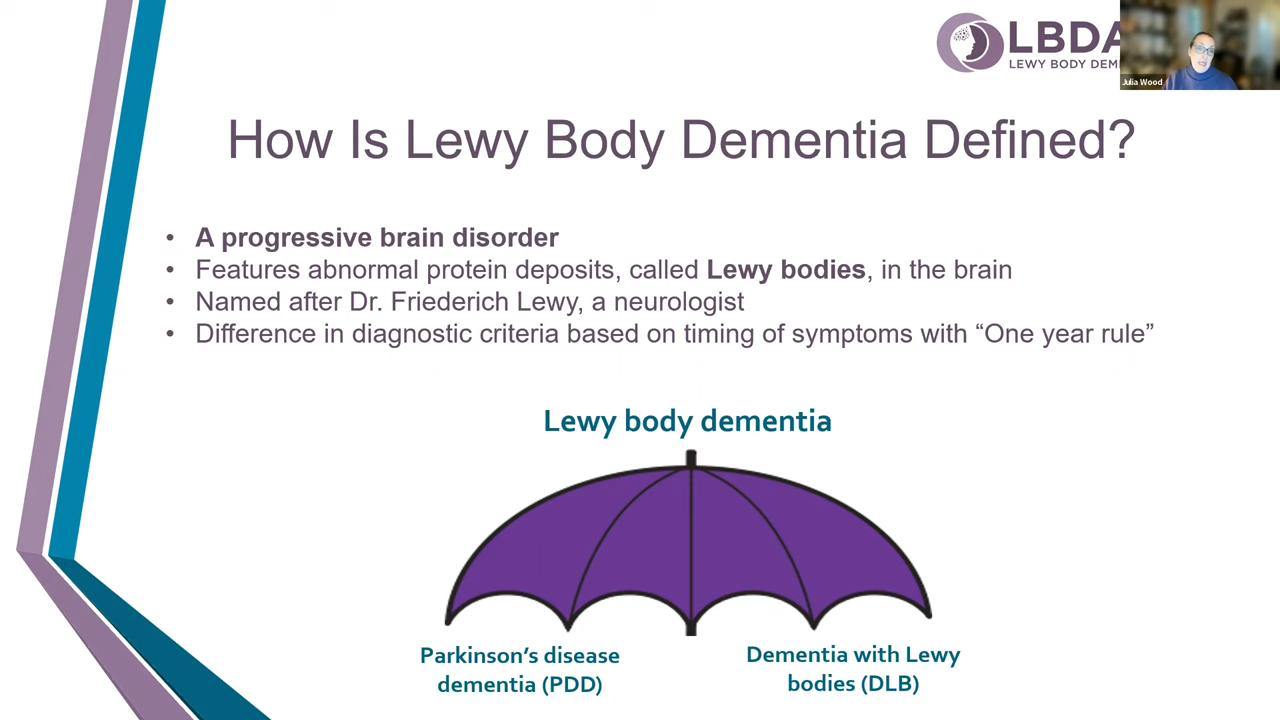 LBDA
LEWY BODY DEM
Julia Wood
How Is Lewy Body Dementia Defined?
• A progressive brain disorder
• Features abnormal protein deposits, called Lewy bodies, in the brain
• Named after Dr. Friederich Lewy, a neurologist
• Difference in diagnostic criteria based on timing of symptoms with “One year rule”
Lewy body dementia
Parkinson’s disease
dementia (PDD)
Dementia with Lewy
bodies (DLB)